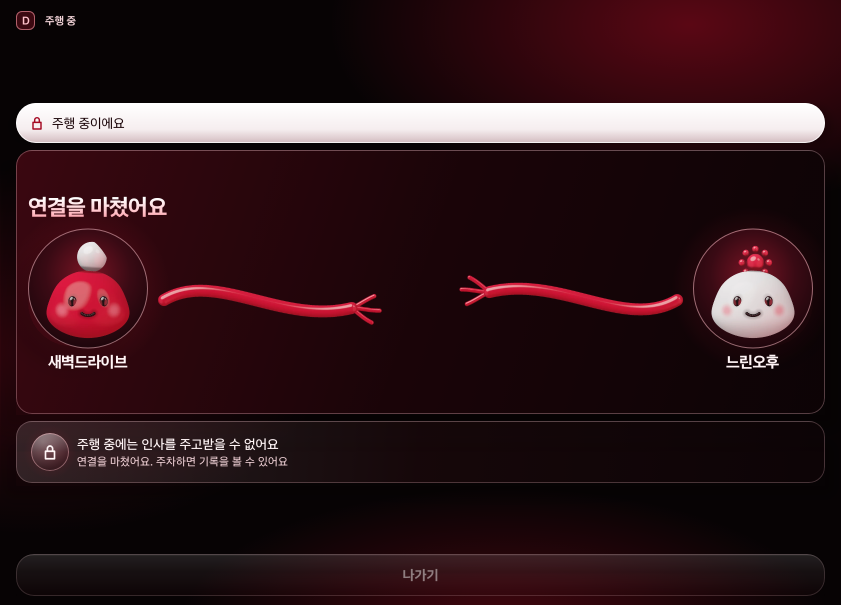 D 주행 중
주행 중이에요
연결을 마쳤어요
새벽드라이브
느린오후
주행 중에는 인사를 주고받을 수 없어요
연결을 마쳤어요. 주차하면 기록을 볼 수 있어요
나가기